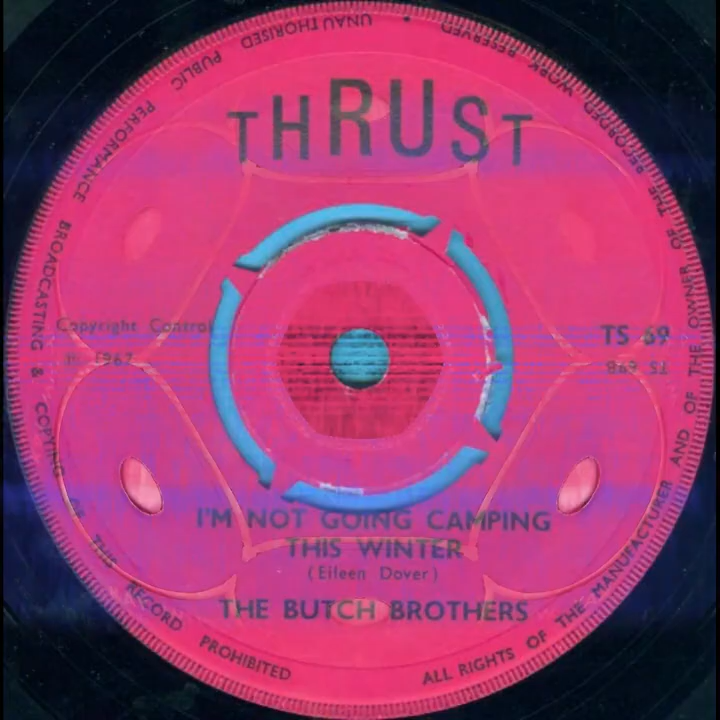 THRUST
Copyright Control
℗ 1967
TS 69
I'M NOT GOING CAMPING
THIS WINTER
(Eileen Dover)
THE BUTCH BROTHERS
ALL RIGHTS OF THE MANUFACTURER AND OF THE OWNER OF THE RECORDED WORK RESERVED • UNAUTHORISED PUBLIC PERFORMANCE BROADCASTING & COPYING OF THIS RECORD PROHIBITED